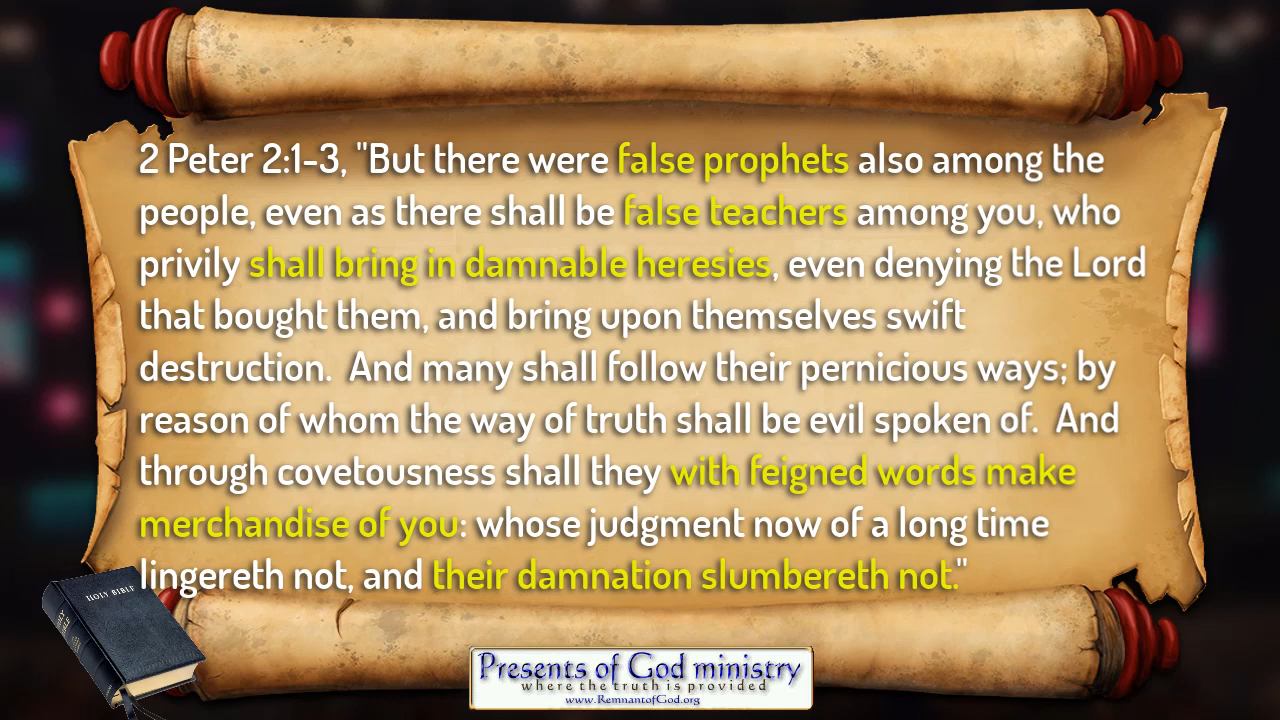 2 Peter 2:1-3, "But there were false prophets also among the
people, even as there shall be false teachers among you, who
privily shall bring in damnable heresies, even denying the Lord
that bought them, and bring upon themselves swift
destruction.  And many shall follow their pernicious ways; by
reason of whom the way of truth shall be evil spoken of.  And
through covetousness shall they with feigned words make
merchandise of you: whose judgment now of a long time
lingereth not, and their damnation slumbereth not."
HOLY BIBLE
Presents of God ministry
where the truth is provided
www.RemnantofGod.org